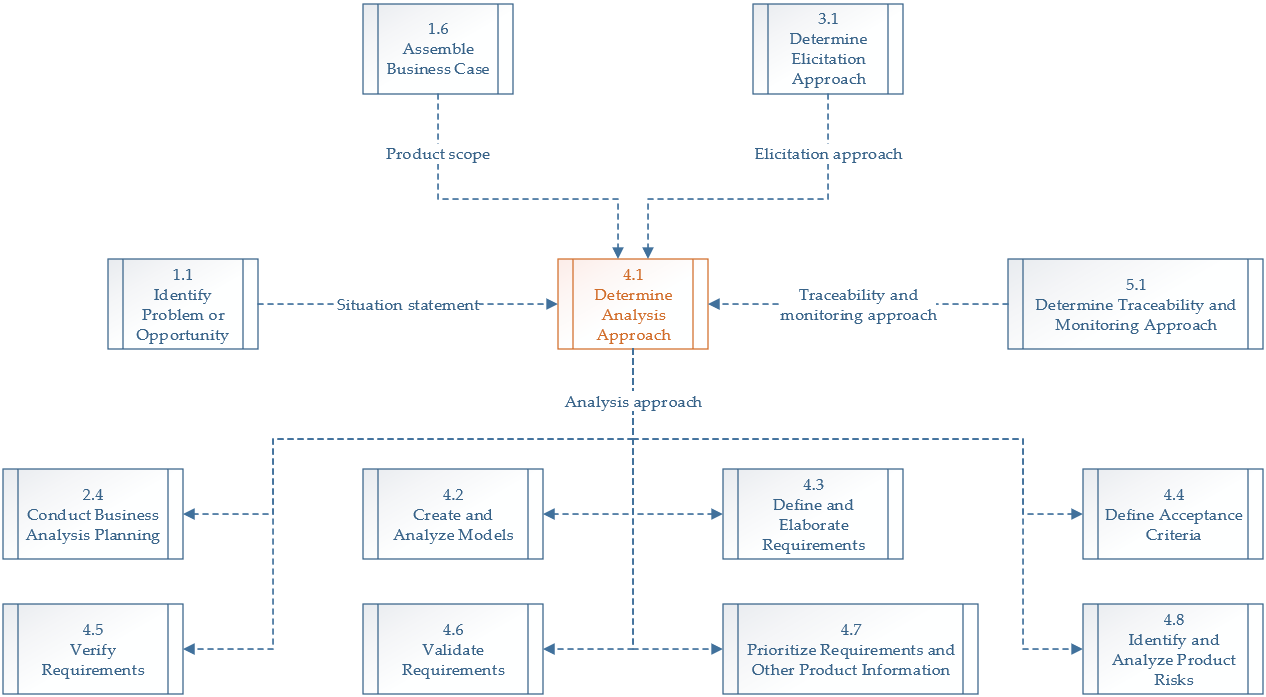 1.6
Assemble
Business Case
3.1
Determine
Elicitation
Approach
Product scope
Elicitation approach
1.1
Identify
Problem or
Opportunity
Situation statement
4.1
Determine
Analysis
Approach
Traceability and
monitoring approach
5.1
Determine Traceability and
Monitoring Approach
Analysis approach
2.4
Conduct Business
Analysis Planning
4.2
Create and
Analyze Models
4.3
Define and
Elaborate
Requirements
4.4
Define Acceptance
Criteria
4.5
Verify
Requirements
4.6
Validate
Requirements
4.7
Prioritize Requirements and
Other Product Information
4.8
Identify and
Analyze Product
Risks